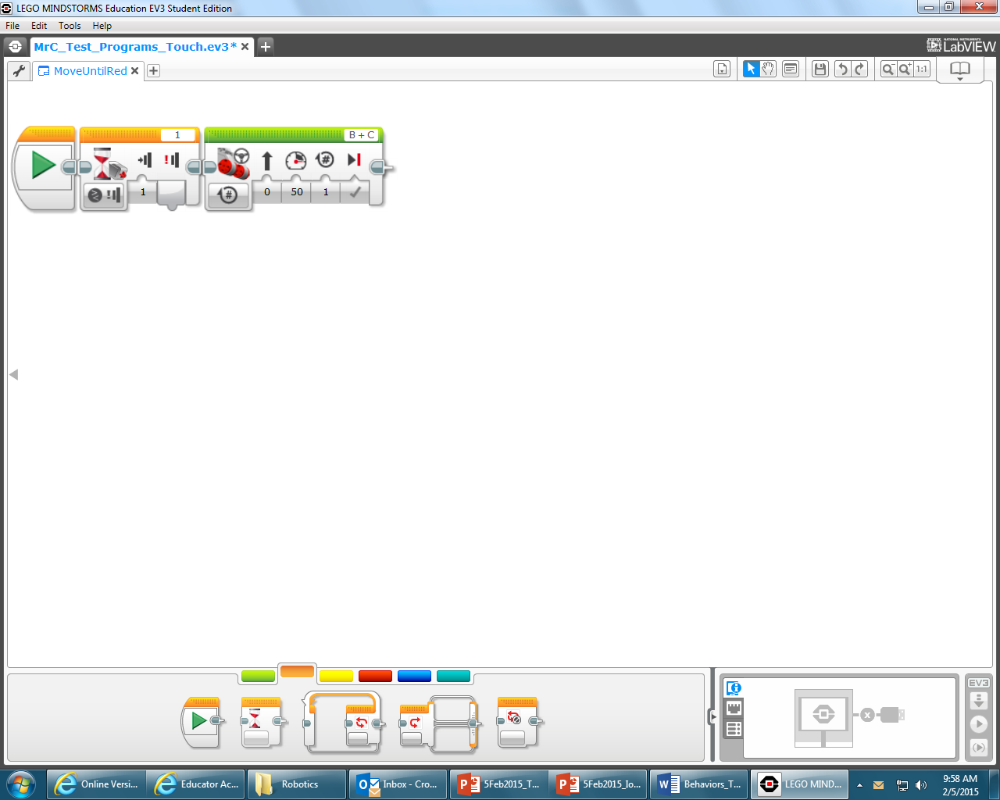 LEGO MINDSTORMS Education EV3 Student Edition
File Edit Tools Help
MrC_Test_Programs_Touch.ev3*
NATIONAL INSTRUMENTS
LabVIEW
MoveUntilRed
1:1
1
B + C
#
1
#
0
50
1
EV3
Online Versi...
Educator Ac...
Robotics
Inbox - Cro...
5Feb2015_T...
5Feb2015_Io...
Behaviors_T...
LEGO MIND...
9:58 AM
2/5/2015